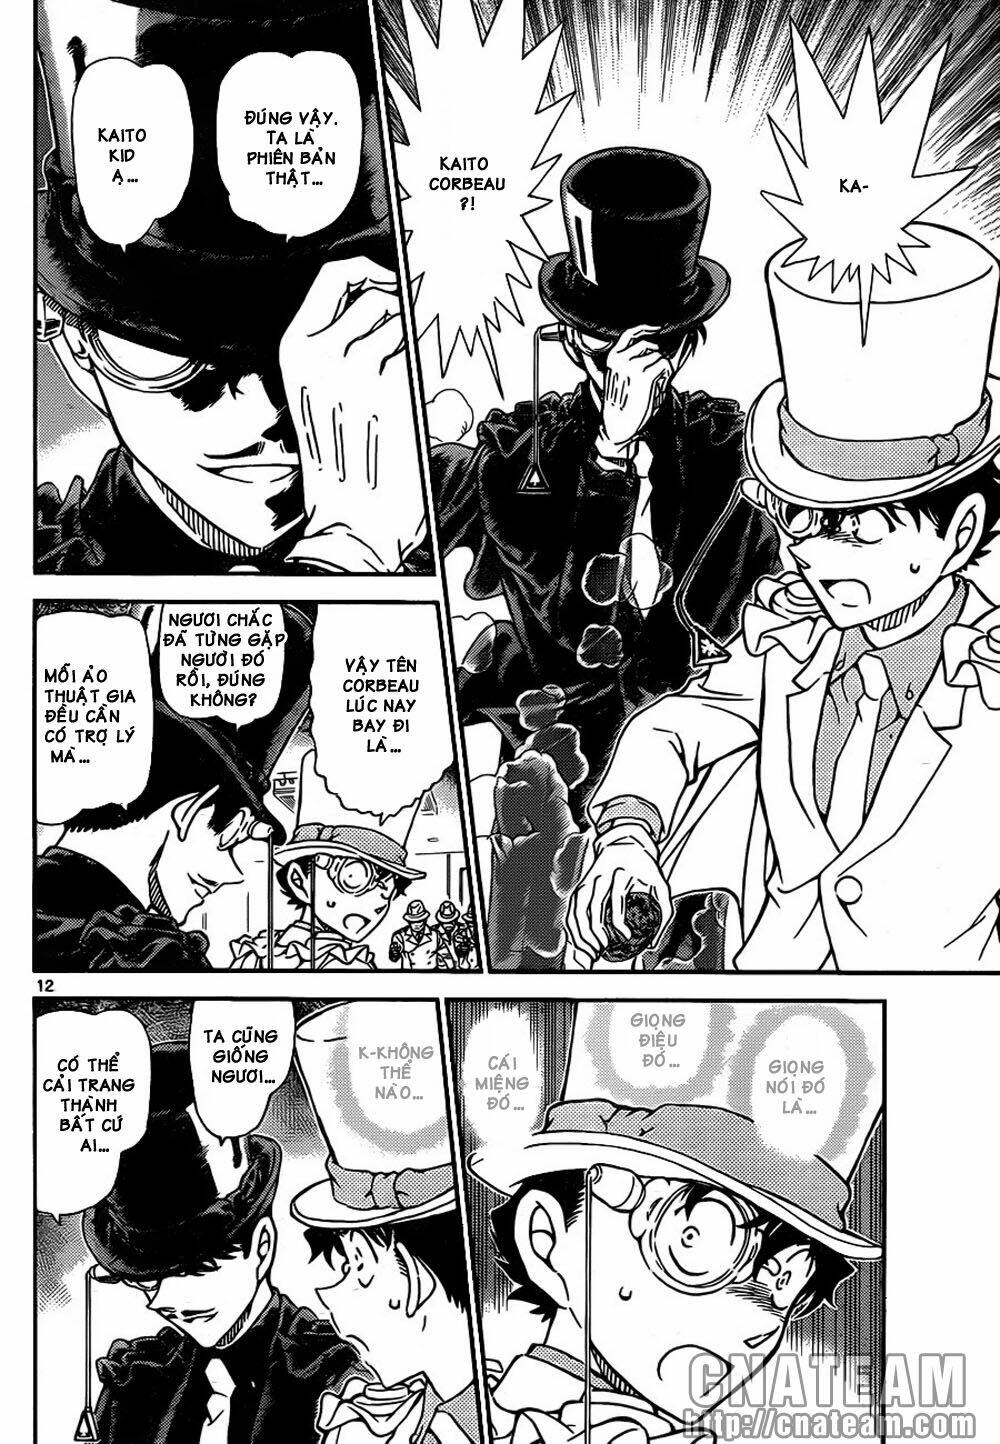 KA-
KAITO
CORBEAU
?!
ĐÚNG VẬY.
TA LÀ
PHIÊN BẢN
THẬT...
KAITO
KID
Ạ...
VẬY TÊN
CORBEAU
LÚC NAY
BAY ĐI
LÀ...
NGƯƠI CHẮC
ĐÃ TỪNG GẶP
NGƯỜI ĐÓ
RỒI, ĐÚNG
KHÔNG?
MỖI ẢO
THUẬT GIA
ĐỀU CẦN
CÓ TRỢ LÝ
MÀ...
12
GIỌNG
NÓI ĐÓ
LÀ...
GIỌNG
ĐIỆU
ĐÓ...
CÁI
MIỆNG
ĐÓ...
K-KHÔNG
THỂ
NÀO...
TA CŨNG
GIỐNG
NGƯƠI...
CÓ THỂ
CẢI TRANG
THÀNH
BẤT CỨ
AI...
CNATEAM
http://cnateam.com/